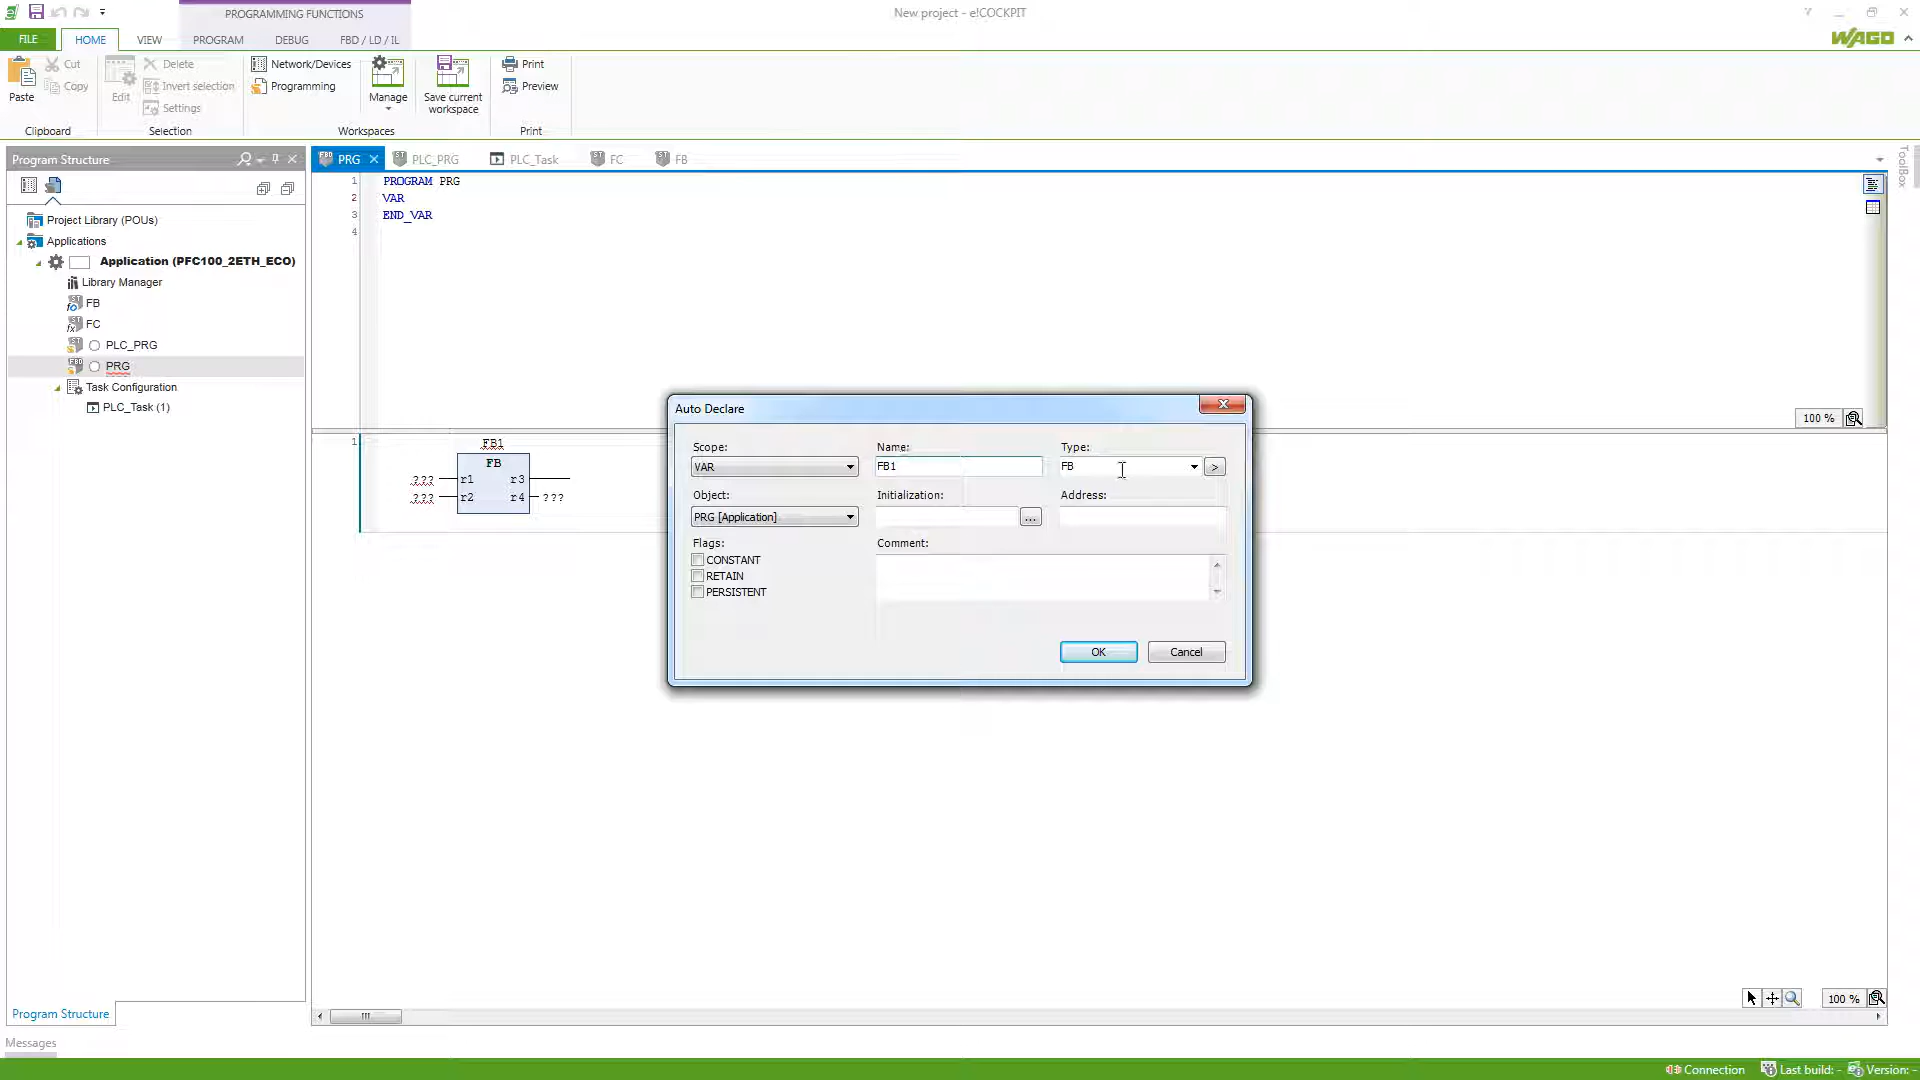 PROGRAMMING FUNCTIONS
New project - e!COCKPIT
FILE
HOME
VIEW
PROGRAM
DEBUG
FBD / LD / IL
WAGO
Paste
Cut
Copy
Clipboard
Edit
Delete
Invert selection
Settings
Selection
Network/Devices
Programming
Manage
Save current
workspace
Workspaces
Print
Preview
Print
Program Structure
PRG
PLC_PRG
PLC_Task
FC
FB
ToolBox
Project Library (POUs)
Applications
Application (PFC100_2ETH_ECO)
Library Manager
FB
FC
PLC_PRG
PRG
Task Configuration
PLC_Task (1)
1 PROGRAM PRG
2 VAR
3 END_VAR
4
100 %
1
FB1
FB
??? r1 r3
??? r2 r4 ???
Auto Declare
Scope:
Name:
Type:
VAR
FB1
FB
>
Object:
Initialization:
Address:
PRG [Application]
...
Flags:
Comment:
CONSTANT
RETAIN
PERSISTENT
OK
Cancel
100 %
Program Structure
Messages
Connection
Last build: -
Version: -